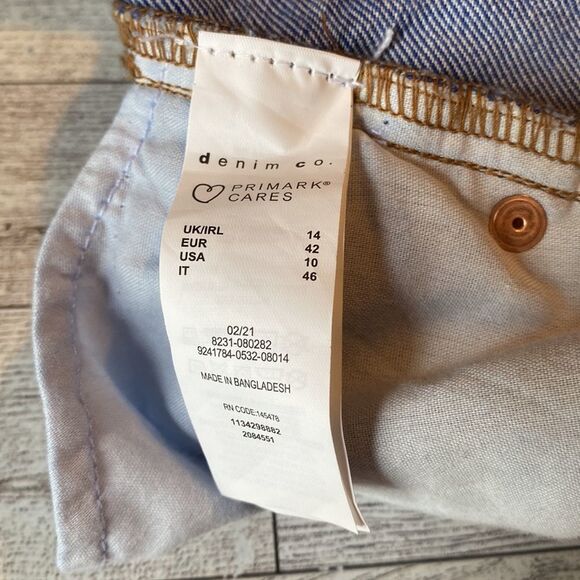 denim co.
PRIMARK®
CARES
UK/IRL 14
EUR 42
USA 10
IT 46
02/21
8231-080282
9241784-0532-08014
MADE IN BANGLADESH
RN CODE:145478
1134298882
2084551